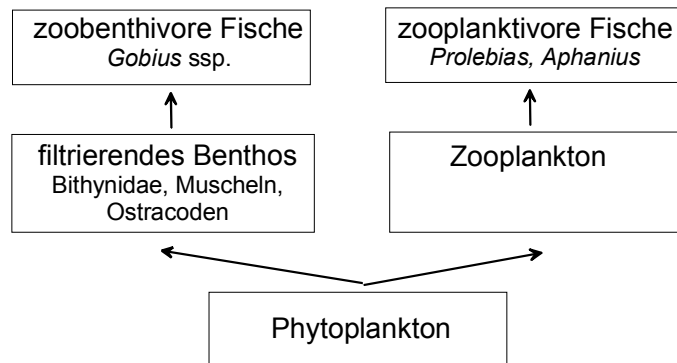 zoobenthivore Fische
Gobius ssp.
zooplanktivore Fische
Prolebias, Aphanius
filtrierendes Benthos
Bithynidae, Muscheln,
Ostracoden
Zooplankton
Phytoplankton